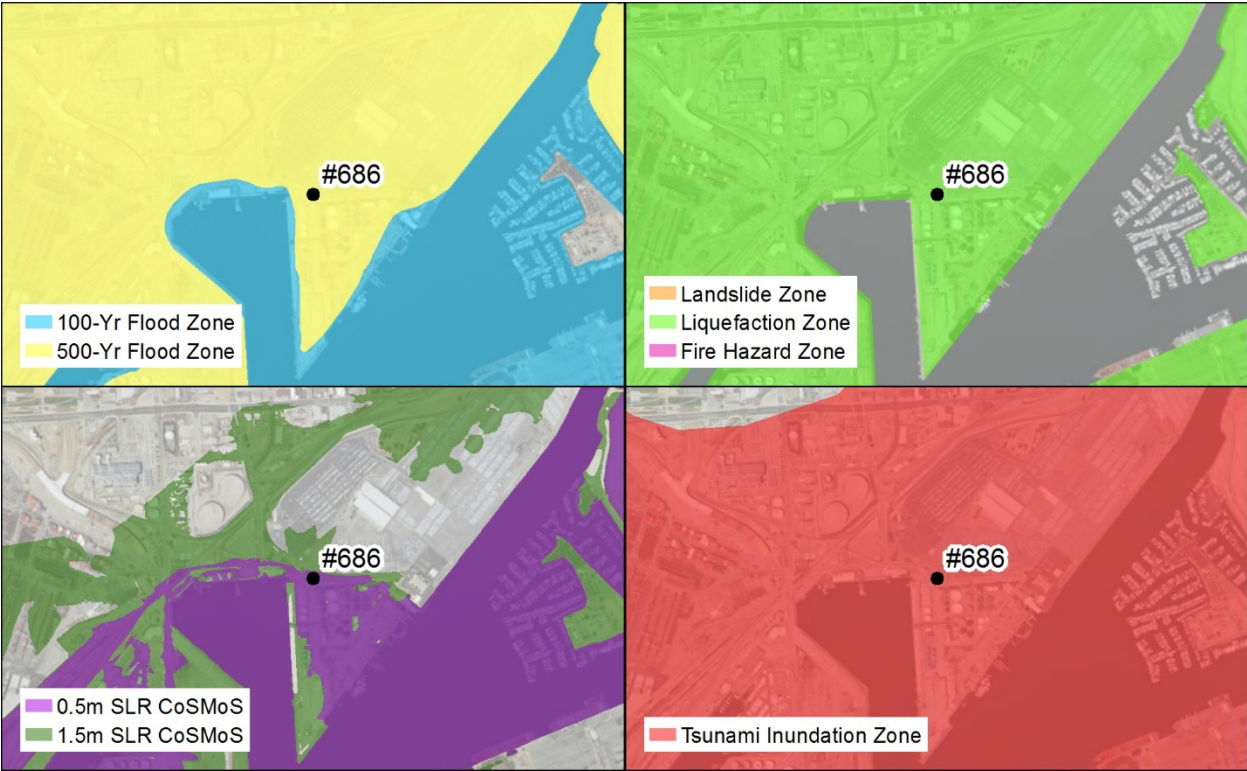 #686
100-Yr Flood Zone
500-Yr Flood Zone
#686
Landslide Zone
Liquefaction Zone
Fire Hazard Zone
#686
0.5m SLR CoSMoS
1.5m SLR CoSMoS
#686
Tsunami Inundation Zone